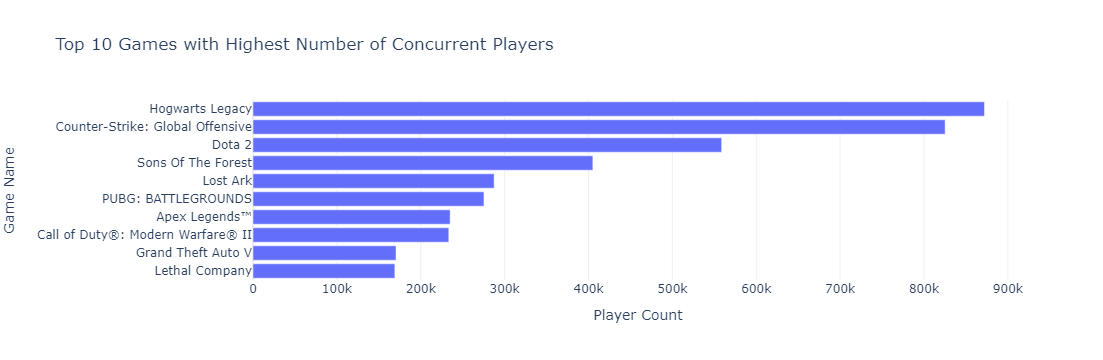 Top 10 Games with Highest Number of Concurrent Players
Game Name
Hogwarts Legacy
Counter-Strike: Global Offensive
Dota 2
Sons Of The Forest
Lost Ark
PUBG: BATTLEGROUNDS
Apex Legends™
Call of Duty®: Modern Warfare® II
Grand Theft Auto V
Lethal Company
0 100k 200k 300k 400k 500k 600k 700k 800k 900k
Player Count